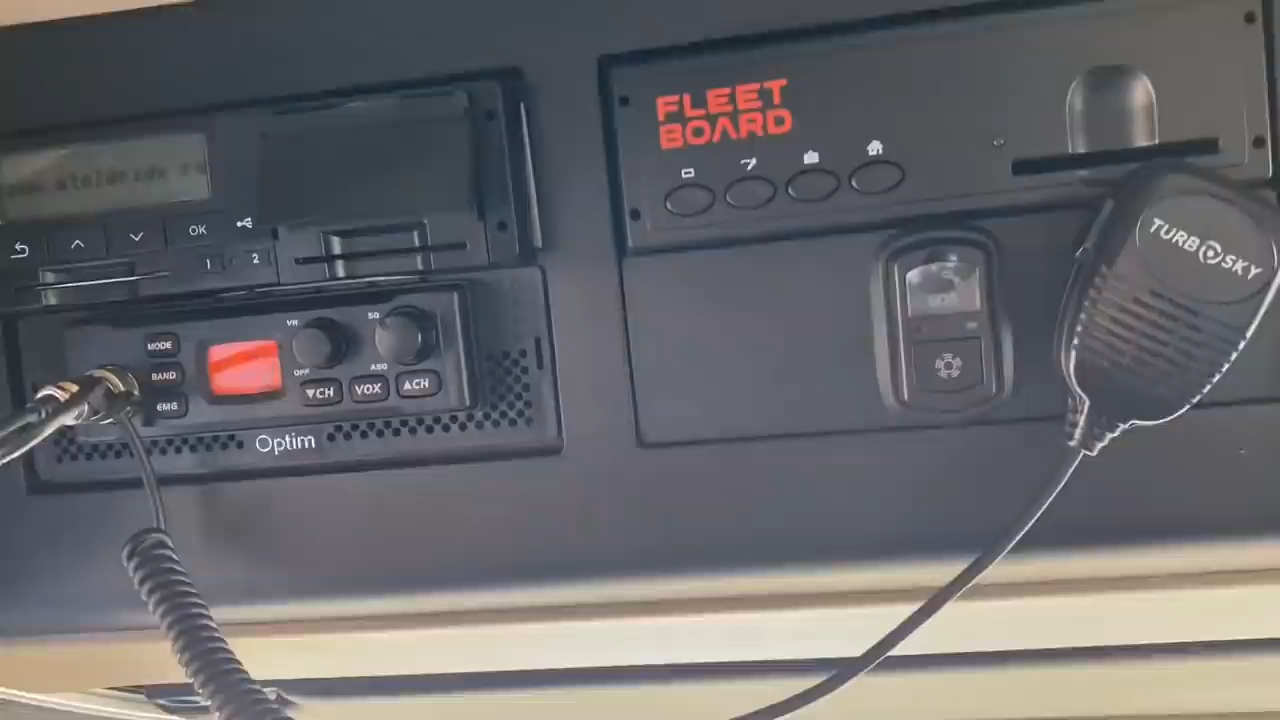 FLEET
BOARD
OK
1 2
TURBOSKY
MODE
BAND
EMG
VR
OFF
SQ
ASQ
▼CH
VOX
▲CH
Optim